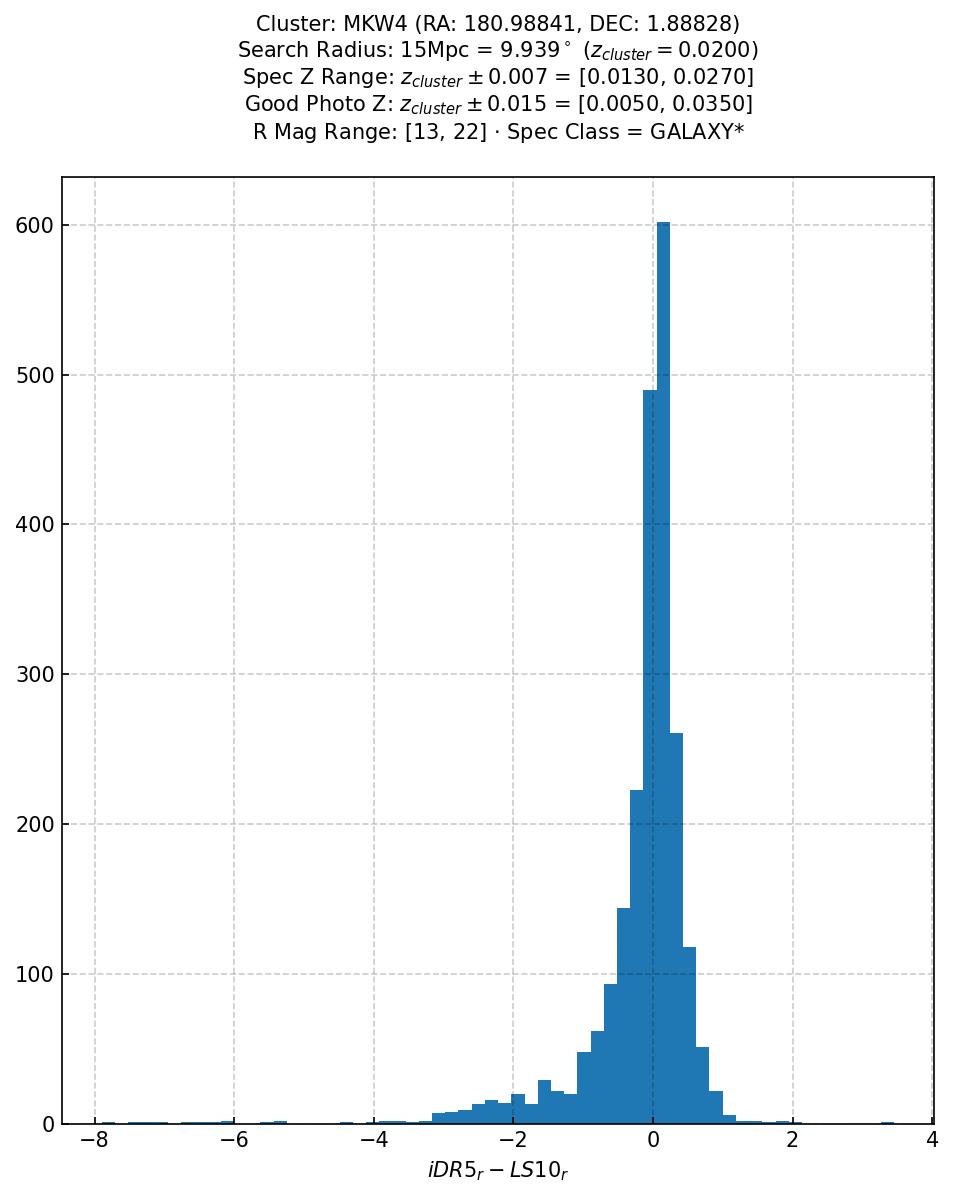 Cluster: MKW4 (RA: 180.98841, DEC: 1.88828)
Search Radius: 15Mpc = 9.939° (z_cluster = 0.0200)
Spec Z Range: z_cluster ± 0.007 = [0.0130, 0.0270]
Good Photo Z: z_cluster ± 0.015 = [0.0050, 0.0350]
R Mag Range: [13, 22] · Spec Class = GALAXY*
600
500
400
300
200
100
0
−8 −6 −4 −2 0 2 4
iDR5_r − LS10_r